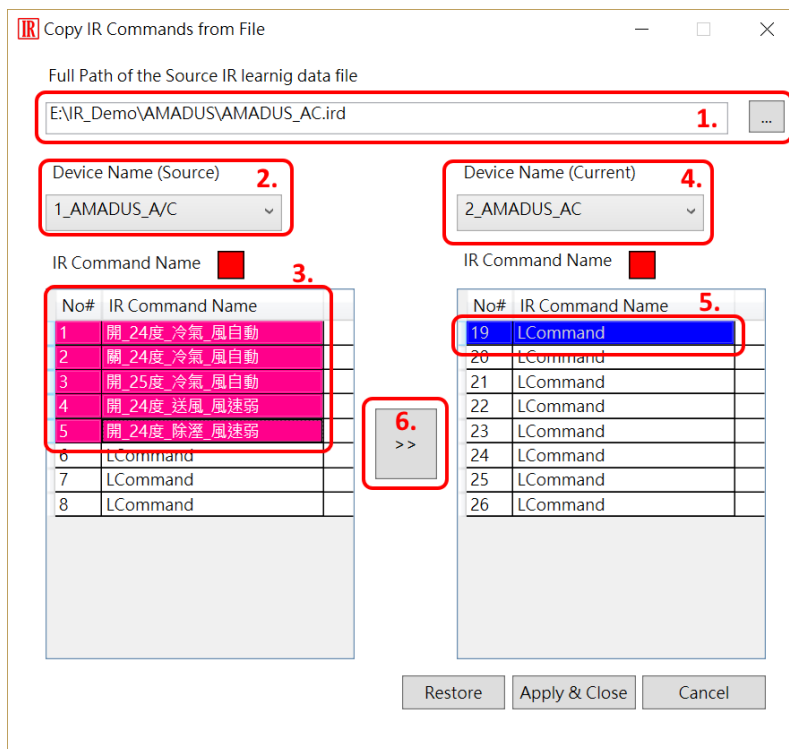 IR Copy IR Commands from File
Full Path of the Source IR learnig data file
E:\IR_Demo\AMADUS\AMADUS_AC.ird 1. ...
Device Name (Source) 2.
1_AMADUS_A/C
Device Name (Current) 4.
2_AMADUS_AC
IR Command Name 3.
No# IR Command Name
1 開_24度_冷氣_風自動
2 關_24度_冷氣_風自動
3 開_25度_冷氣_風自動
4 開_24度_送風_風速弱
5 開_24度_除溼_風速弱
6 LCommand
7 LCommand
8 LCommand
6.
>>
IR Command Name
No# IR Command Name 5.
19 LCommand
20 LCommand
21 LCommand
22 LCommand
23 LCommand
24 LCommand
25 LCommand
26 LCommand
Restore Apply & Close Cancel